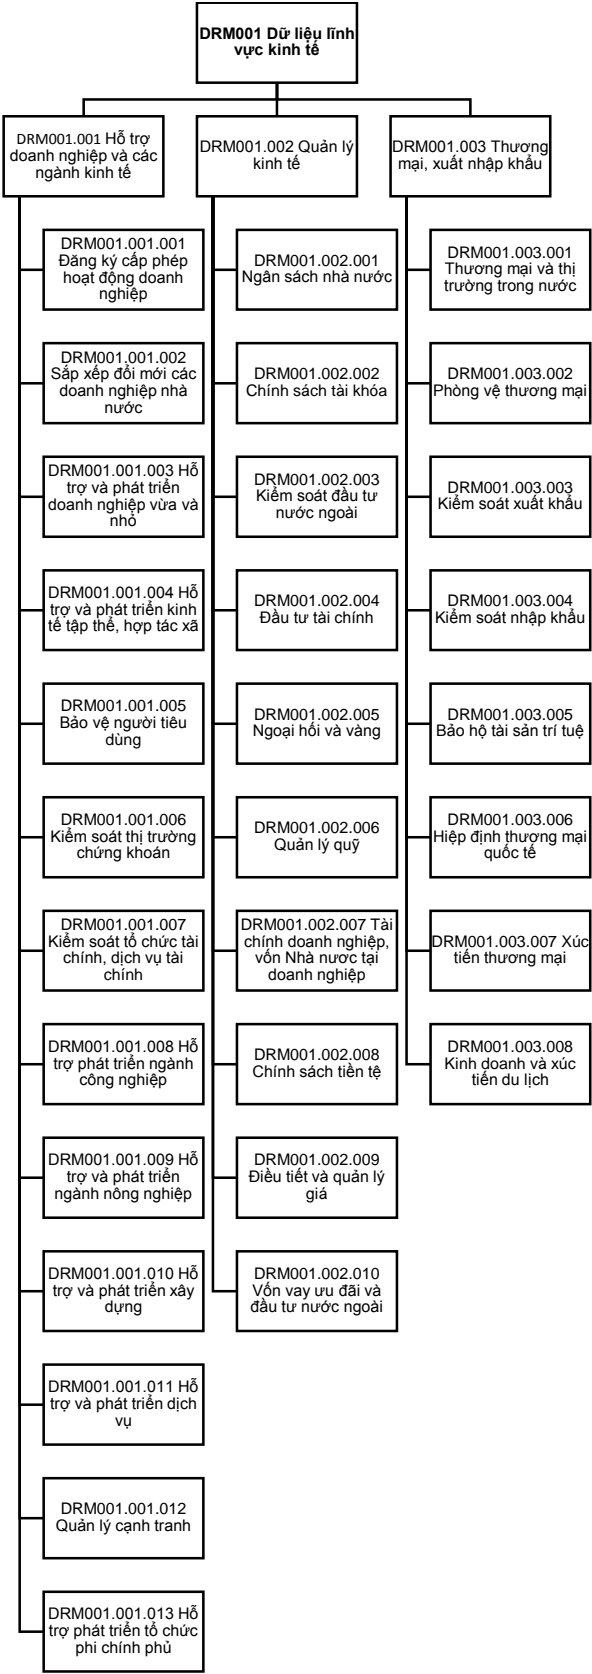 DRM001 Dữ liệu lĩnh
vực kinh tế
DRM001.001 Hỗ trợ
doanh nghiệp và các
ngành kinh tế
DRM001.001.001
Đăng ký cấp phép
hoạt động doanh
nghiệp
DRM001.001.002
Sắp xếp đổi mới các
doanh nghiệp nhà
nước
DRM001.001.003 Hỗ
trợ và phát triển
doanh nghiệp vừa và
nhỏ
DRM001.001.004 Hỗ
trợ và phát triển kinh
tế tập thể, hợp tác xã
DRM001.001.005
Bảo vệ người tiêu
dùng
DRM001.001.006
Kiểm soát thị trường
chứng khoán
DRM001.001.007
Kiểm soát tổ chức tài
chính, dịch vụ tài
chính
DRM001.001.008 Hỗ
trợ phát triển ngành
công nghiệp
DRM001.001.009 Hỗ
trợ và phát triển
ngành nông nghiệp
DRM001.001.010 Hỗ
trợ và phát triển xây
dựng
DRM001.001.011 Hỗ
trợ và phát triển dịch
vụ
DRM001.001.012
Quản lý cạnh tranh
DRM001.001.013 Hỗ
trợ phát triển tổ chức
phi chính phủ
DRM001.002 Quản lý
kinh tế
DRM001.002.001
Ngân sách nhà nước
DRM001.002.002
Chính sách tài khóa
DRM001.002.003
Kiểm soát đầu tư
nước ngoài
DRM001.002.004
Đầu tư tài chính
DRM001.002.005
Ngoại hối và vàng
DRM001.002.006
Quản lý quỹ
DRM001.002.007 Tài
chính doanh nghiệp,
vốn Nhà nươc tại
doanh nghiệp
DRM001.002.008
Chính sách tiền tệ
DRM001.002.009
Điều tiết và quản lý
giá
DRM001.002.010
Vốn vay ưu đãi và
đầu tư nước ngoài
DRM001.003 Thương
mại, xuất nhập khẩu
DRM001.003.001
Thương mại và thị
trường trong nước
DRM001.003.002
Phòng vệ thương mại
DRM001.003.003
Kiểm soát xuất khẩu
DRM001.003.004
Kiểm soát nhập khẩu
DRM001.003.005
Bảo hộ tài sản trí tuệ
DRM001.003.006
Hiệp định thương mại
quốc tế
DRM001.003.007 Xúc
tiến thương mại
DRM001.003.008
Kinh doanh và xúc
tiến du lịch